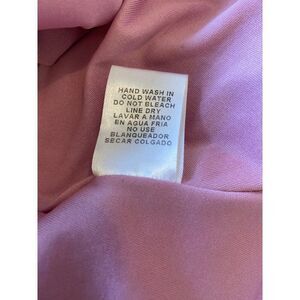 HAND WASH IN
COLD WATER
DO NOT BLEACH
LINE DRY
LAVAR A MANO
EN AGUA FRIA
NO USE
BLANQUEADOR
SECAR COLGADO